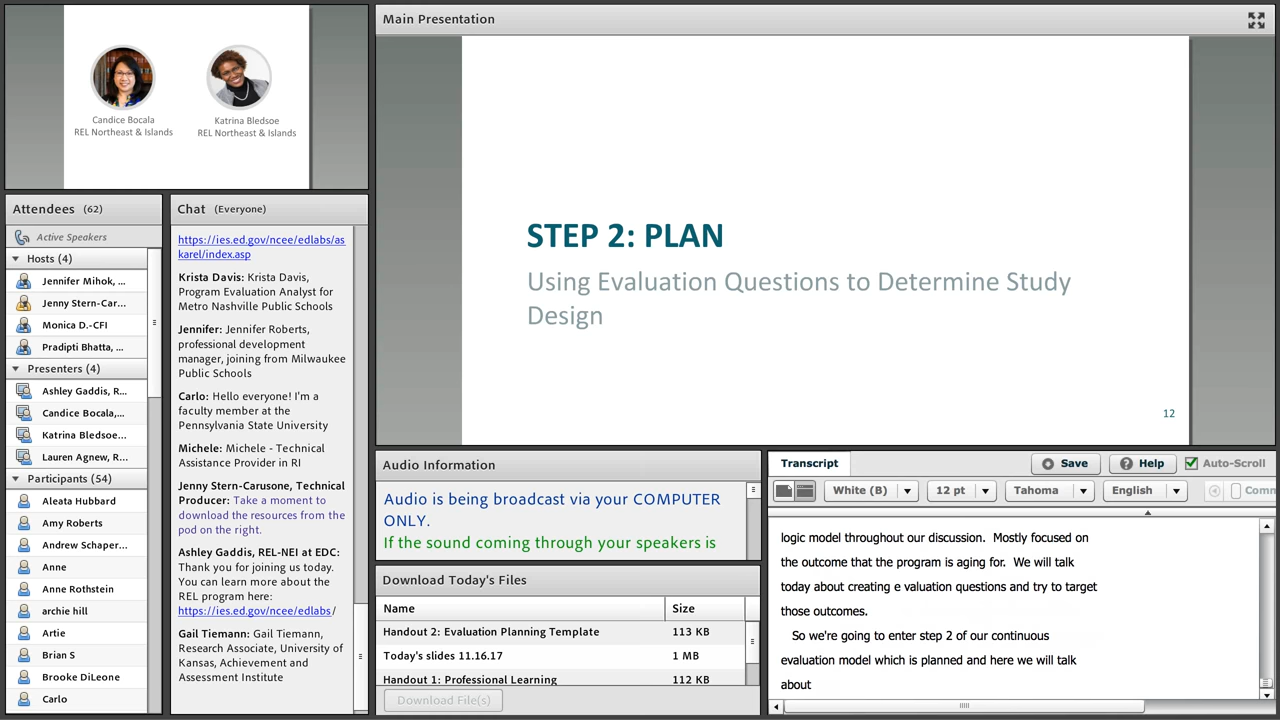 Candice Bocala
REL Northeast & Islands
Katrina Bledsoe
REL Northeast & Islands
Attendees (62)
Active Speakers
Hosts (4)
Jennifer Mihok, ...
Jenny Stern-Car...
Monica D.-CFI
Pradipti Bhatta, ...
Presenters (4)
Ashley Gaddis, R...
Candice Bocala,...
Katrina Bledsoe...
Lauren Agnew, R...
Participants (54)
Aleata Hubbard
Amy Roberts
Andrew Schaper...
Anne
Anne Rothstein
archie hill
Artie
Brian S
Brooke DiLeone
Carlo
Chat (Everyone)
https://ies.ed.gov/ncee/edlabs/as
karel/index.asp
Krista Davis: Krista Davis,
Program Evaluation Analyst for
Metro Nashville Public Schools
Jennifer: Jennifer Roberts,
professional development
manager, joining from Milwaukee
Public Schools
Carlo: Hello everyone! I'm a
faculty member at the
Pennsylvania State University
Michele: Michele - Technical
Assistance Provider in RI
Jenny Stern-Carusone, Technical
Producer: Take a moment to
download the resources from the
pod on the right.
Ashley Gaddis, REL-NEI at EDC:
Thank you for joining us today.
You can learn more about the
REL program here:
https://ies.ed.gov/ncee/edlabs/
Gail Tiemann: Gail Tiemann,
Research Associate, University of
Kansas, Achievement and
Assessment Institute
Main Presentation
STEP 2: PLAN
Using Evaluation Questions to Determine Study
Design
12
Audio Information
Audio is being broadcast via your COMPUTER
ONLY.
If the sound coming through your speakers is
Download Today's Files
Name Size
Handout 2: Evaluation Planning Template 113 KB
Today's slides 11.16.17 1 MB
Handout 1: Professional Learning 112 KB
Download File(s)
Transcript Save Help Auto-Scroll
White (B) 12 pt Tahoma English Comm
logic model throughout our discussion. Mostly focused on
the outcome that the program is aging for. We will talk
today about creating e valuation questions and try to target
those outcomes.
So we're going to enter step 2 of our continuous
evaluation model which is planned and here we will talk
about